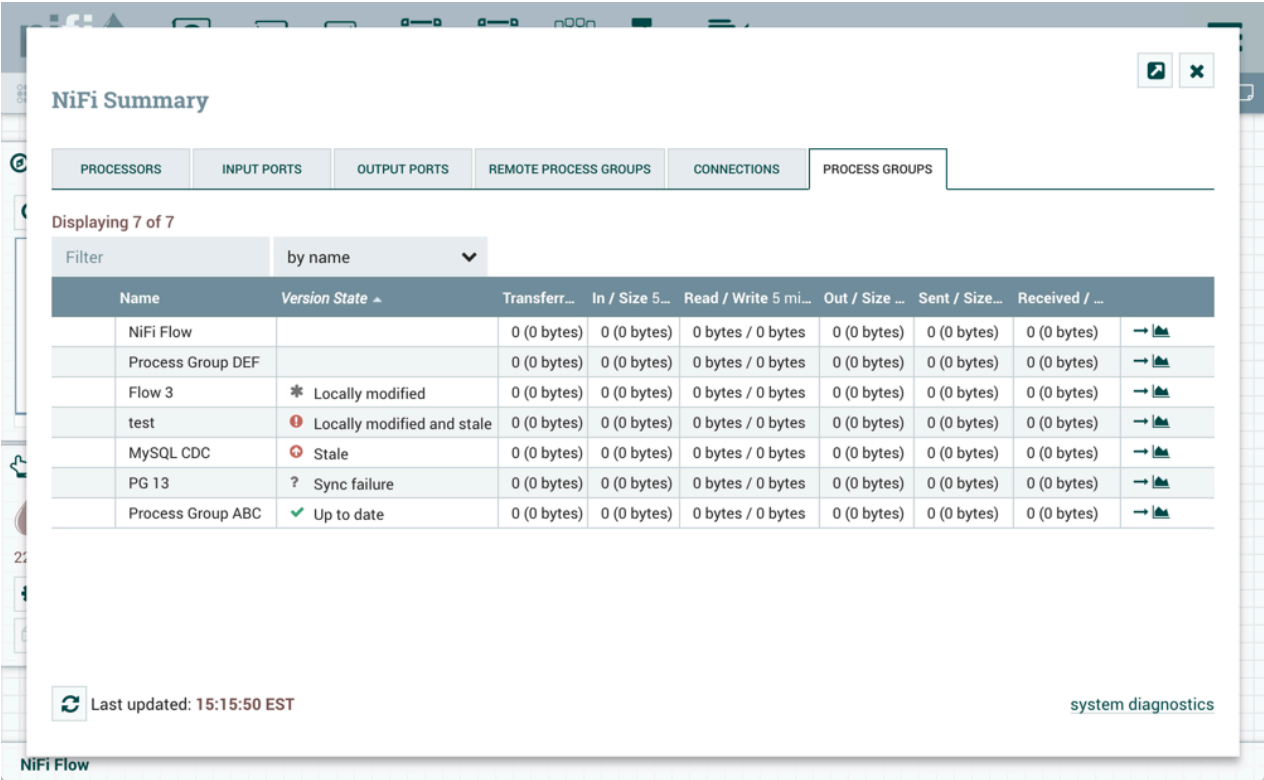 NiFi Summary
PROCESSORS INPUT PORTS OUTPUT PORTS REMOTE PROCESS GROUPS CONNECTIONS PROCESS GROUPS
Displaying 7 of 7
Filter by name
Name Version State Transferr... In / Size 5... Read / Write 5 mi... Out / Size ... Sent / Size... Received / ...
NiFi Flow 0 (0 bytes) 0 (0 bytes) 0 bytes / 0 bytes 0 (0 bytes) 0 (0 bytes) 0 (0 bytes)
Process Group DEF 0 (0 bytes) 0 (0 bytes) 0 bytes / 0 bytes 0 (0 bytes) 0 (0 bytes) 0 (0 bytes)
Flow 3 Locally modified 0 (0 bytes) 0 (0 bytes) 0 bytes / 0 bytes 0 (0 bytes) 0 (0 bytes) 0 (0 bytes)
test Locally modified and stale 0 (0 bytes) 0 (0 bytes) 0 bytes / 0 bytes 0 (0 bytes) 0 (0 bytes) 0 (0 bytes)
MySQL CDC Stale 0 (0 bytes) 0 (0 bytes) 0 bytes / 0 bytes 0 (0 bytes) 0 (0 bytes) 0 (0 bytes)
PG 13 ? Sync failure 0 (0 bytes) 0 (0 bytes) 0 bytes / 0 bytes 0 (0 bytes) 0 (0 bytes) 0 (0 bytes)
Process Group ABC Up to date 0 (0 bytes) 0 (0 bytes) 0 bytes / 0 bytes 0 (0 bytes) 0 (0 bytes) 0 (0 bytes)
Last updated: 15:15:50 EST system diagnostics
NiFi Flow